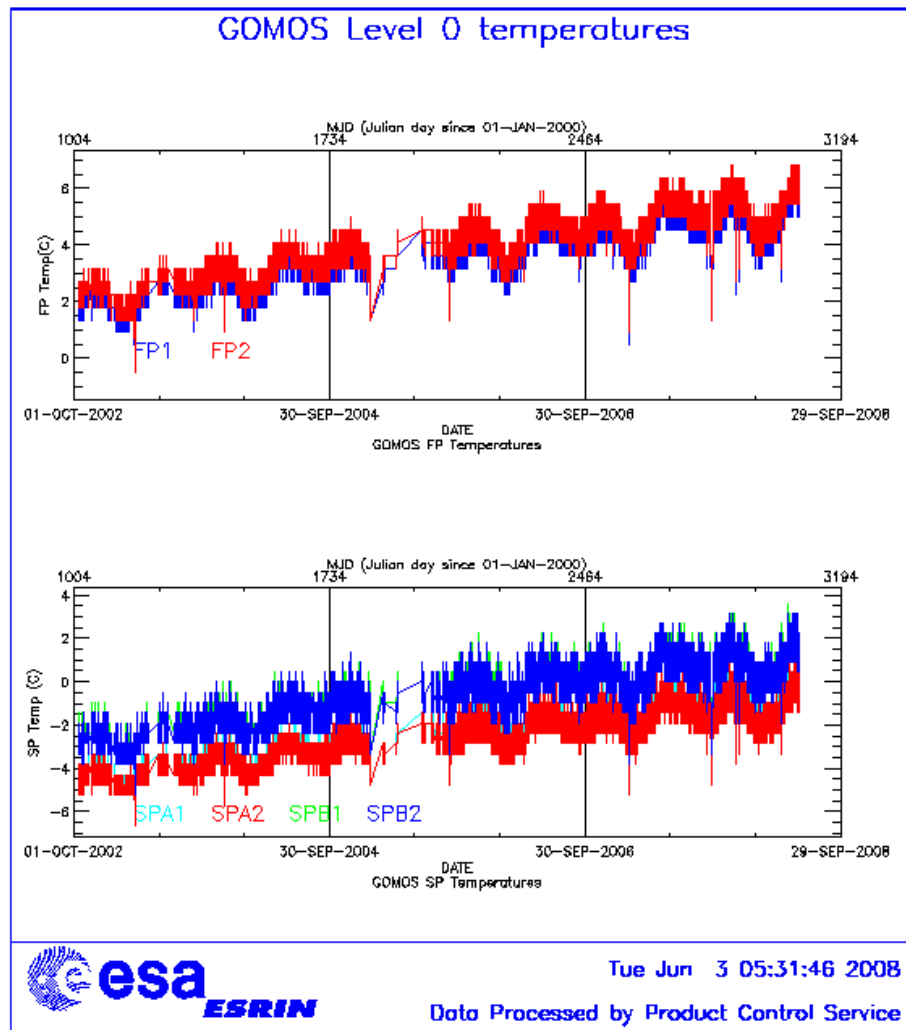 GOMOS Level 0 temperatures
MJD (Julian day since 01-JAN-2000)
1004 1734 2464 3194
6
4
2
0
FP Temp(C)
FP1 FP2
01-OCT-2002 30-SEP-2004 30-SEP-2006 29-SEP-2008
DATE
GOMOS FP Temperatures
MJD (Julian day since 01-JAN-2000)
1004 1734 2464 3194
4
2
0
-2
-4
-6
SP Temp (C)
SPA1 SPA2 SPB1 SPB2
01-OCT-2002 30-SEP-2004 30-SEP-2006 29-SEP-2008
DATE
GOMOS SP Temperatures
esa
ESRIN
Tue Jun 3 05:31:46 2008
Data Processed by Product Control Service